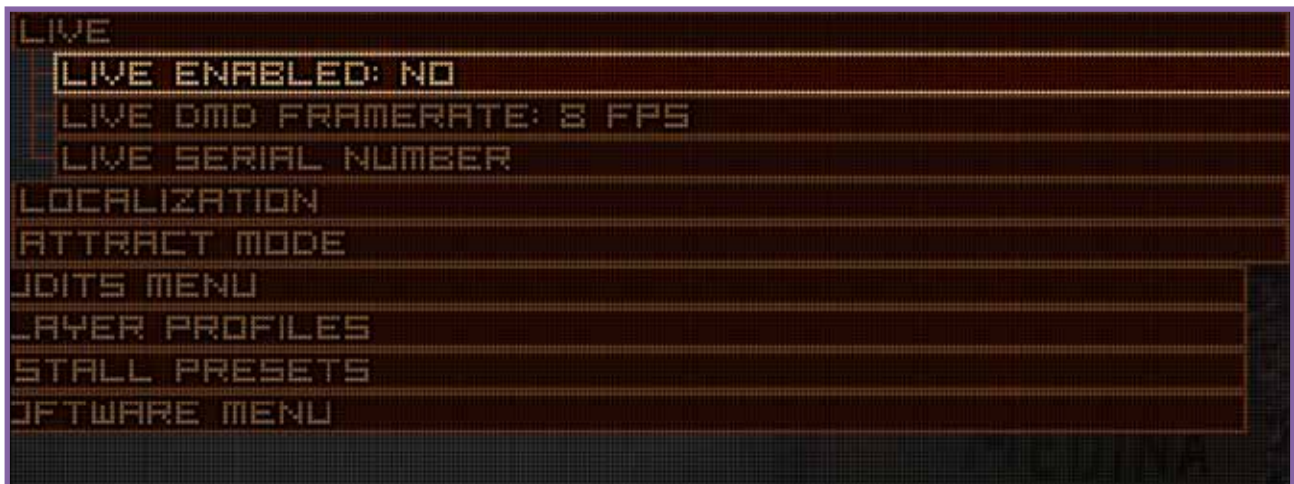 LIVE
LIVE ENABLED: NO
LIVE DMD FRAMERATE: 8 FPS
LIVE SERIAL NUMBER
LOCALIZATION
ATTRACT MODE
UDITS MENU
LAYER PROFILES
STALL PRESETS
OFTWARE MENU